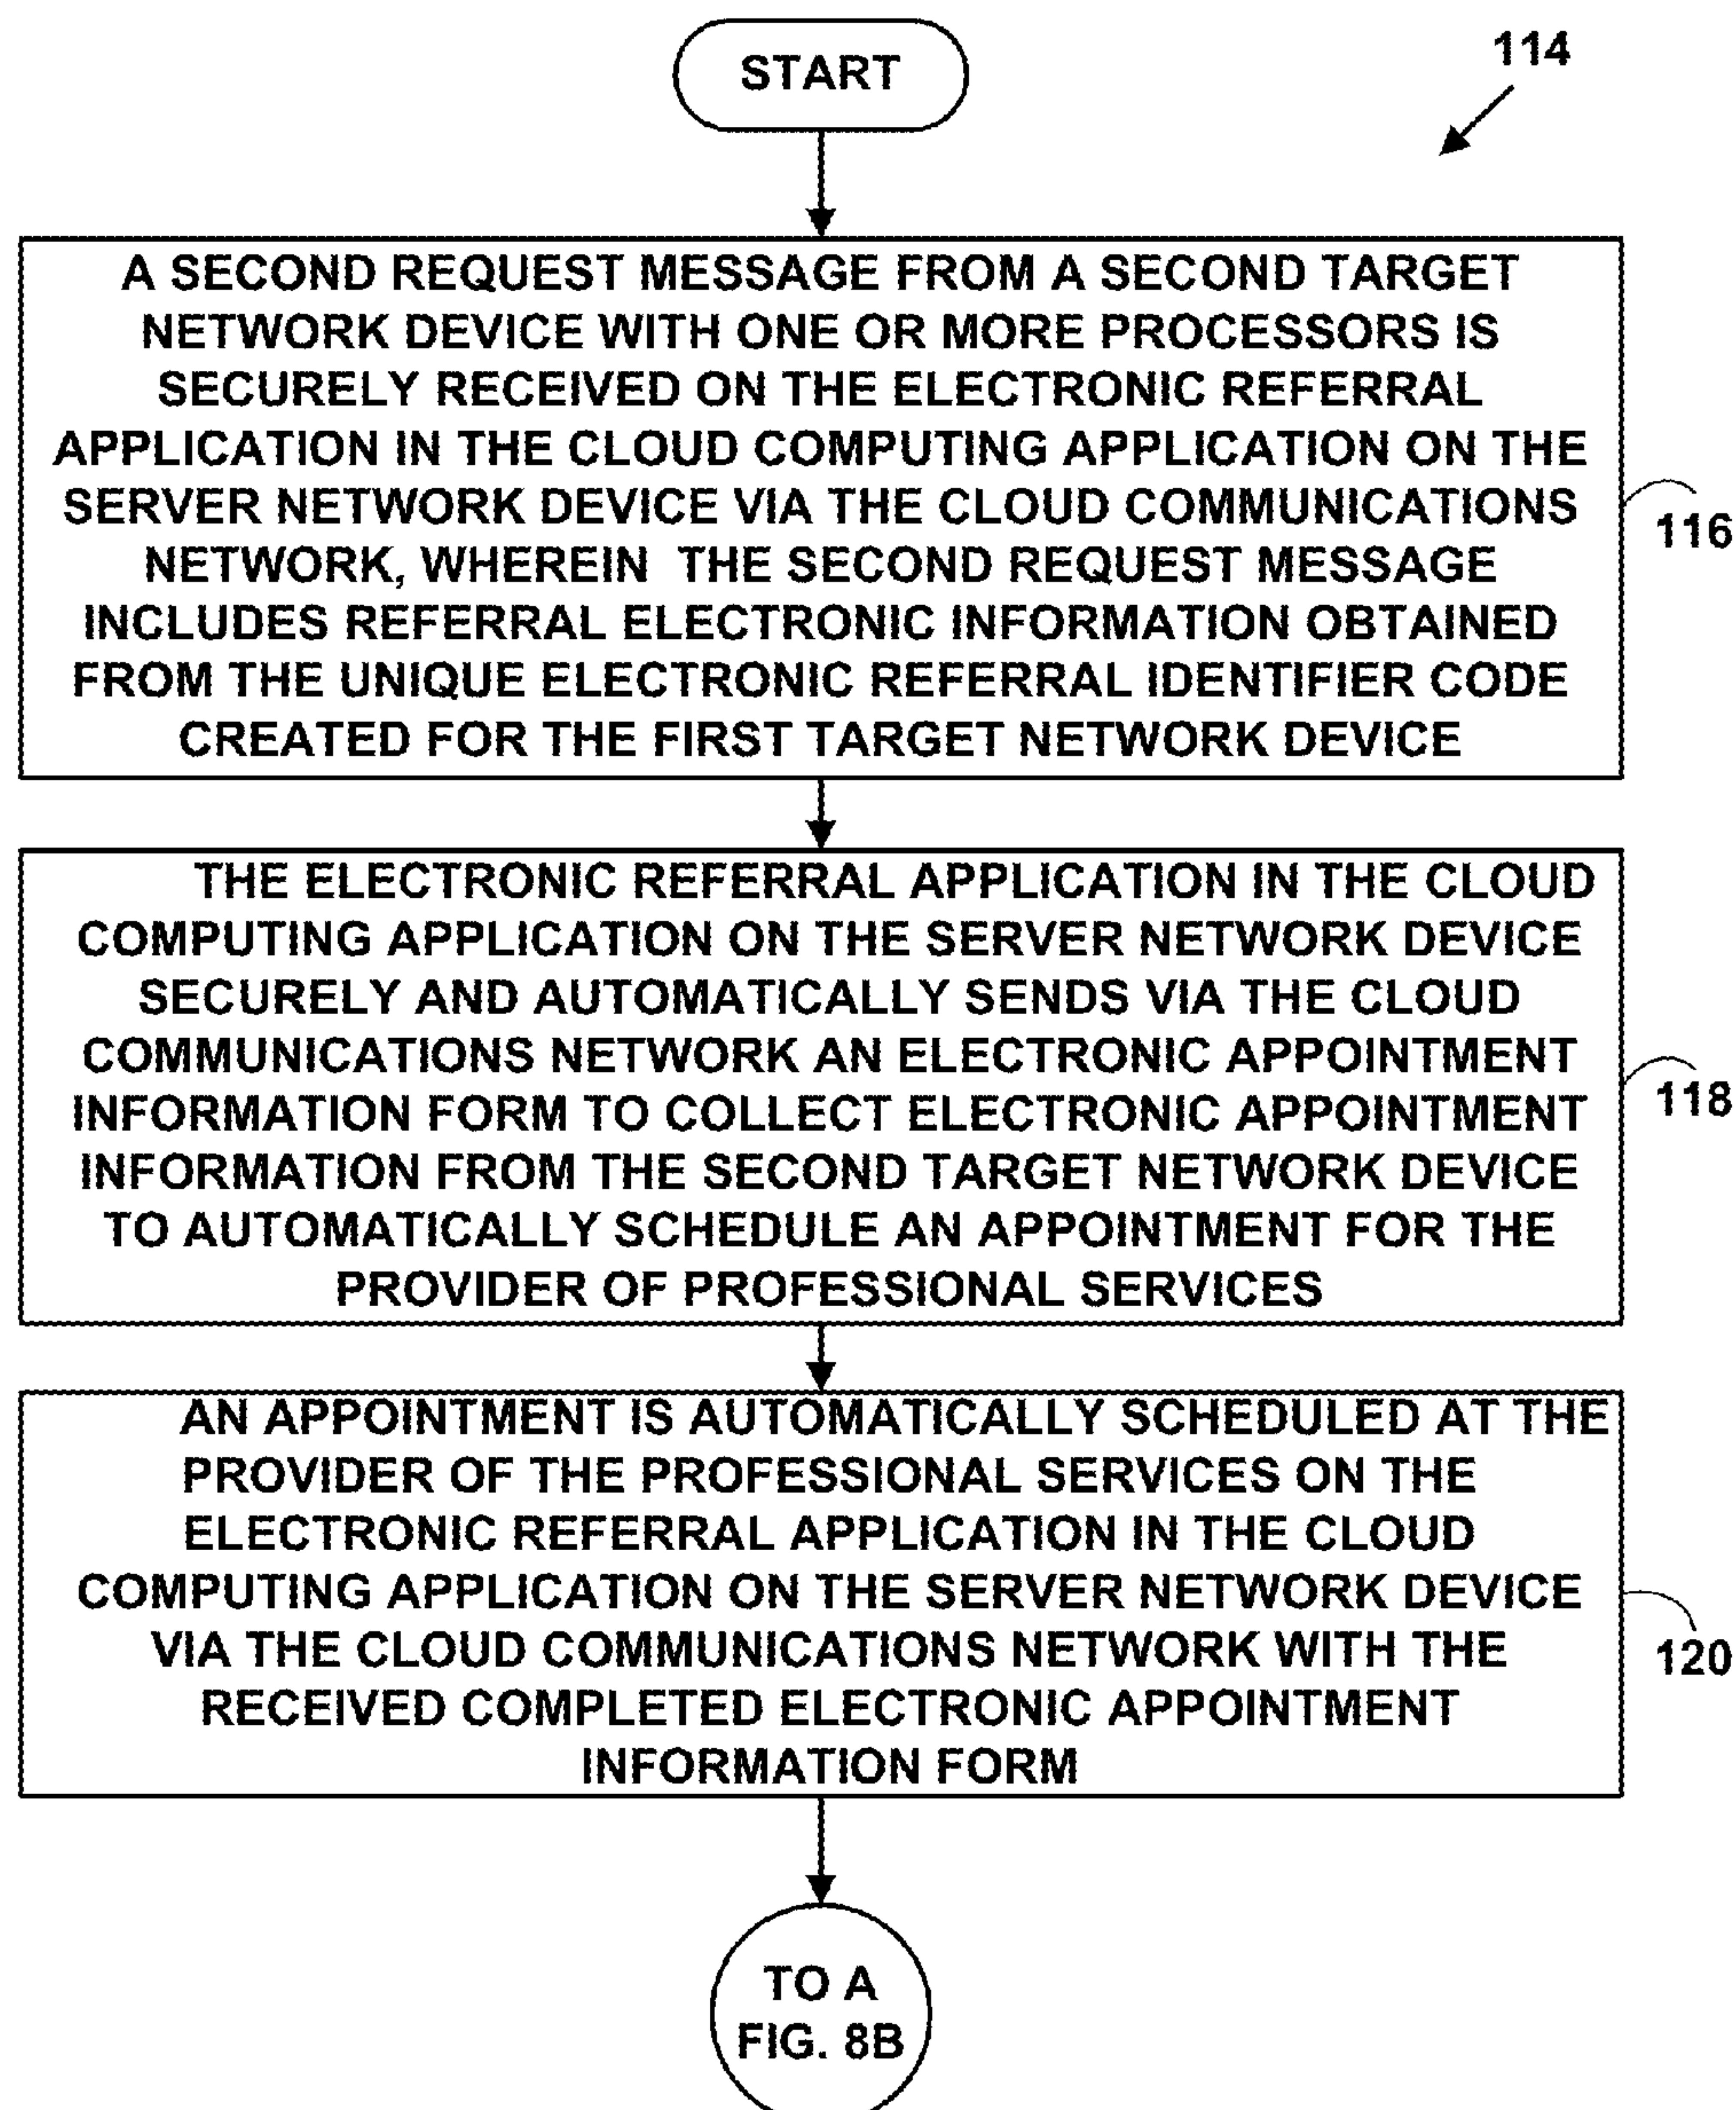 START
114
A SECOND REQUEST MESSAGE FROM A SECOND TARGET
NETWORK DEVICE WITH ONE OR MORE PROCESSORS IS
SECURELY RECEIVED ON THE ELECTRONIC REFERRAL
APPLICATION IN THE CLOUD COMPUTING APPLICATION ON THE
SERVER NETWORK DEVICE VIA THE CLOUD COMMUNICATIONS
NETWORK, WHEREIN THE SECOND REQUEST MESSAGE
INCLUDES REFERRAL ELECTRONIC INFORMATION OBTAINED
FROM THE UNIQUE ELECTRONIC REFERRAL IDENTIFIER CODE
CREATED FOR THE FIRST TARGET NETWORK DEVICE
116
THE ELECTRONIC REFERRAL APPLICATION IN THE CLOUD
COMPUTING APPLICATION ON THE SERVER NETWORK DEVICE
SECURELY AND AUTOMATICALLY SENDS VIA THE CLOUD
COMMUNICATIONS NETWORK AN ELECTRONIC APPOINTMENT
INFORMATION FORM TO COLLECT ELECTRONIC APPOINTMENT
INFORMATION FROM THE SECOND TARGET NETWORK DEVICE
TO AUTOMATICALLY SCHEDULE AN APPOINTMENT FOR THE
PROVIDER OF PROFESSIONAL SERVICES
118
AN APPOINTMENT IS AUTOMATICALLY SCHEDULED AT THE
PROVIDER OF THE PROFESSIONAL SERVICES ON THE
ELECTRONIC REFERRAL APPLICATION IN THE CLOUD
COMPUTING APPLICATION ON THE SERVER NETWORK DEVICE
VIA THE CLOUD COMMUNICATIONS NETWORK WITH THE
RECEIVED COMPLETED ELECTRONIC APPOINTMENT
INFORMATION FORM
120
TO A
FIG. 8B